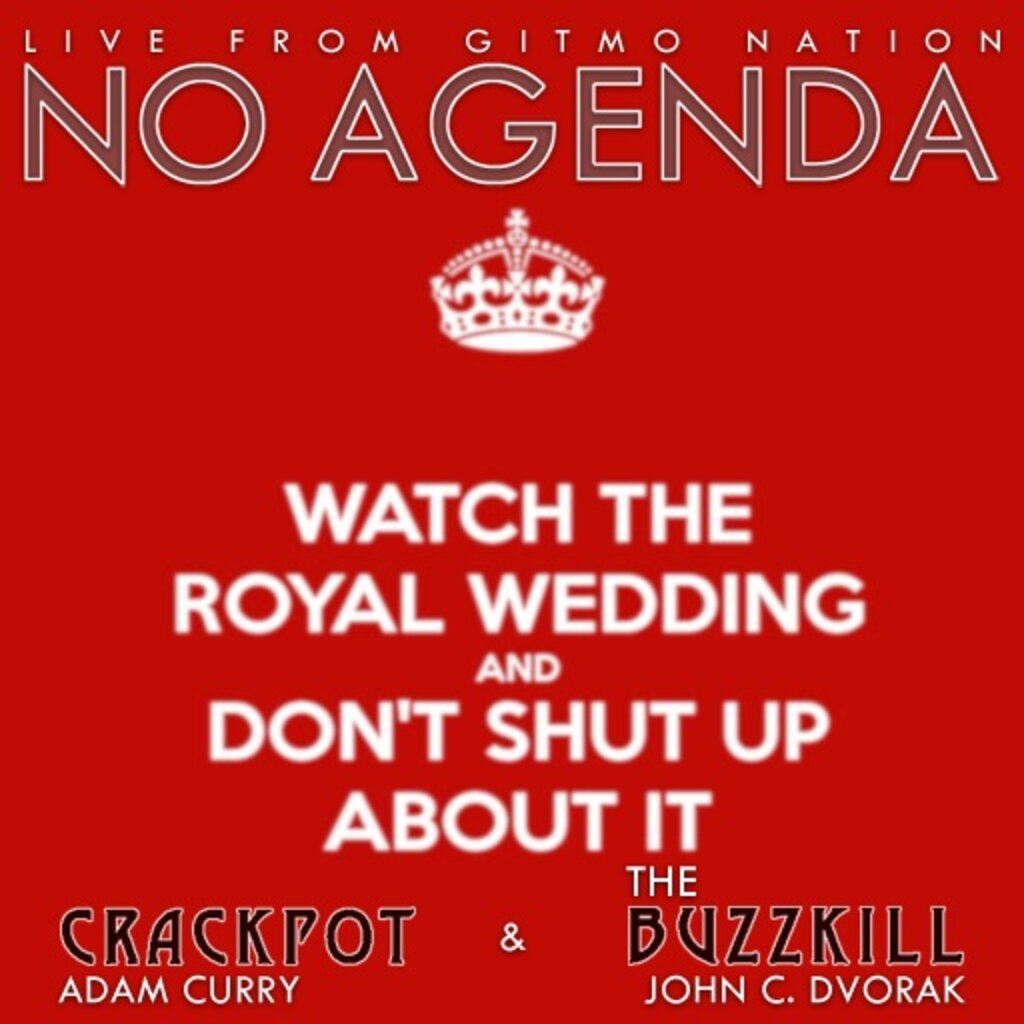 LIVE FROM GITMO NATION
NO AGENDA
WATCH THE
ROYAL WEDDING
AND
DON'T SHUT UP
ABOUT IT
CRACKPOT & THE BUZZKILL
ADAM CURRY JOHN C. DVORAK